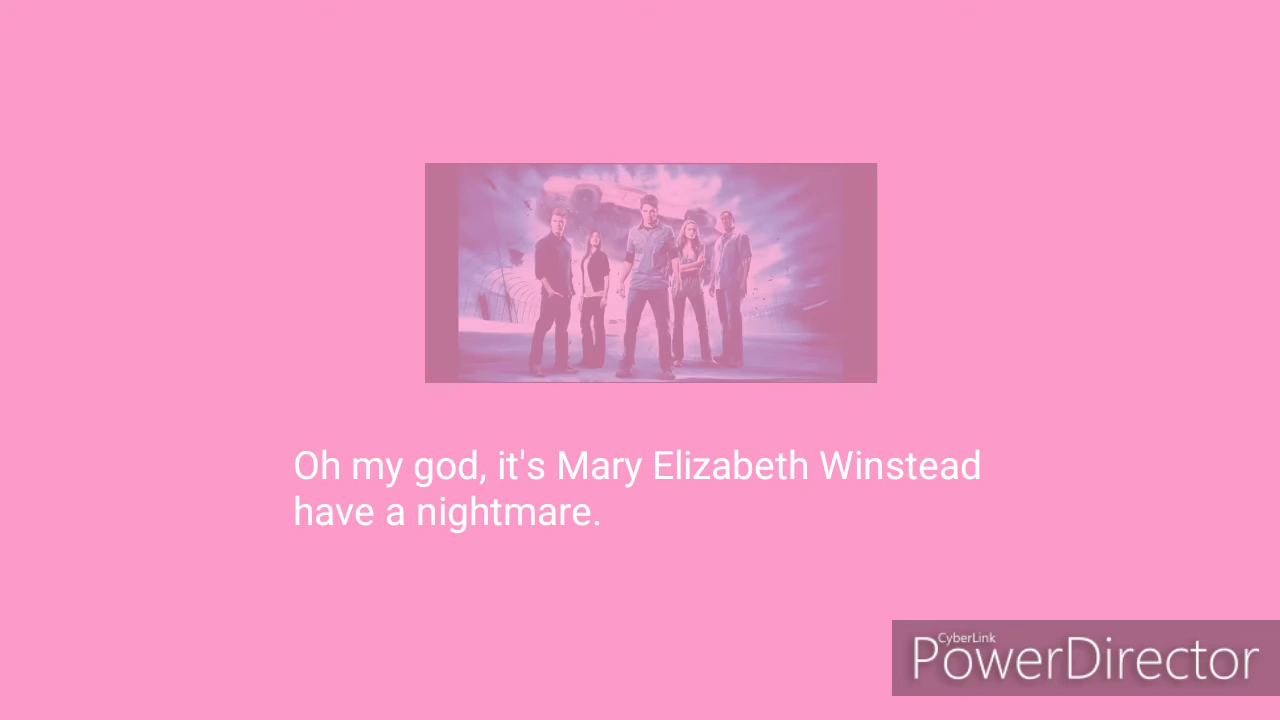 Oh my god, it's Mary Elizabeth Winstead
have a nightmare.
CyberLink
PowerDirector